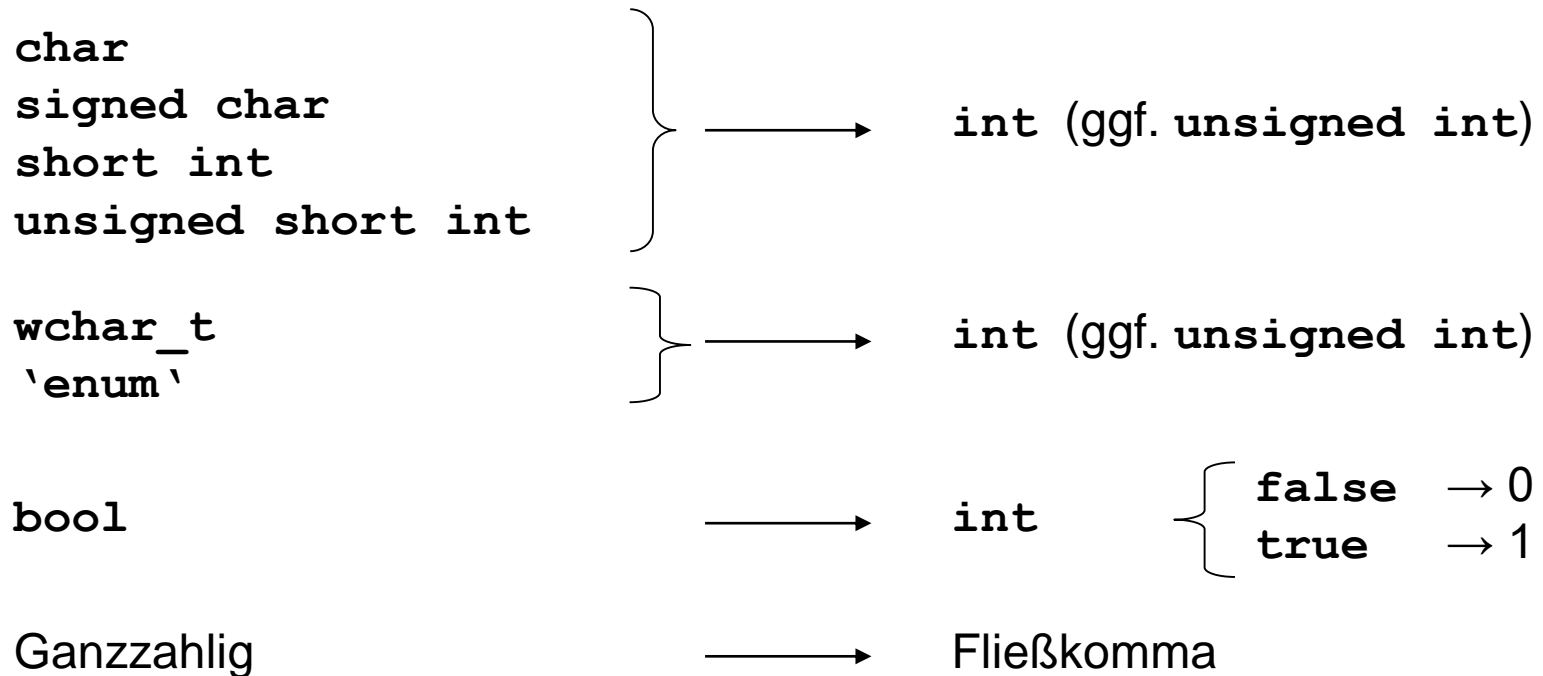 char
signed char
short int
unsigned short int
int (ggf. unsigned int)
wchar_t
‵enum‵
int (ggf. unsigned int)
bool
int
false → 0
true → 1
Ganzzahlig
Fließkomma